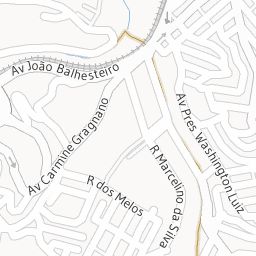 Av João Balhesteiro
Av Carmine Gragnano
Av Pres Washington Luiz
R Marcelino da Silva
R dos Melos